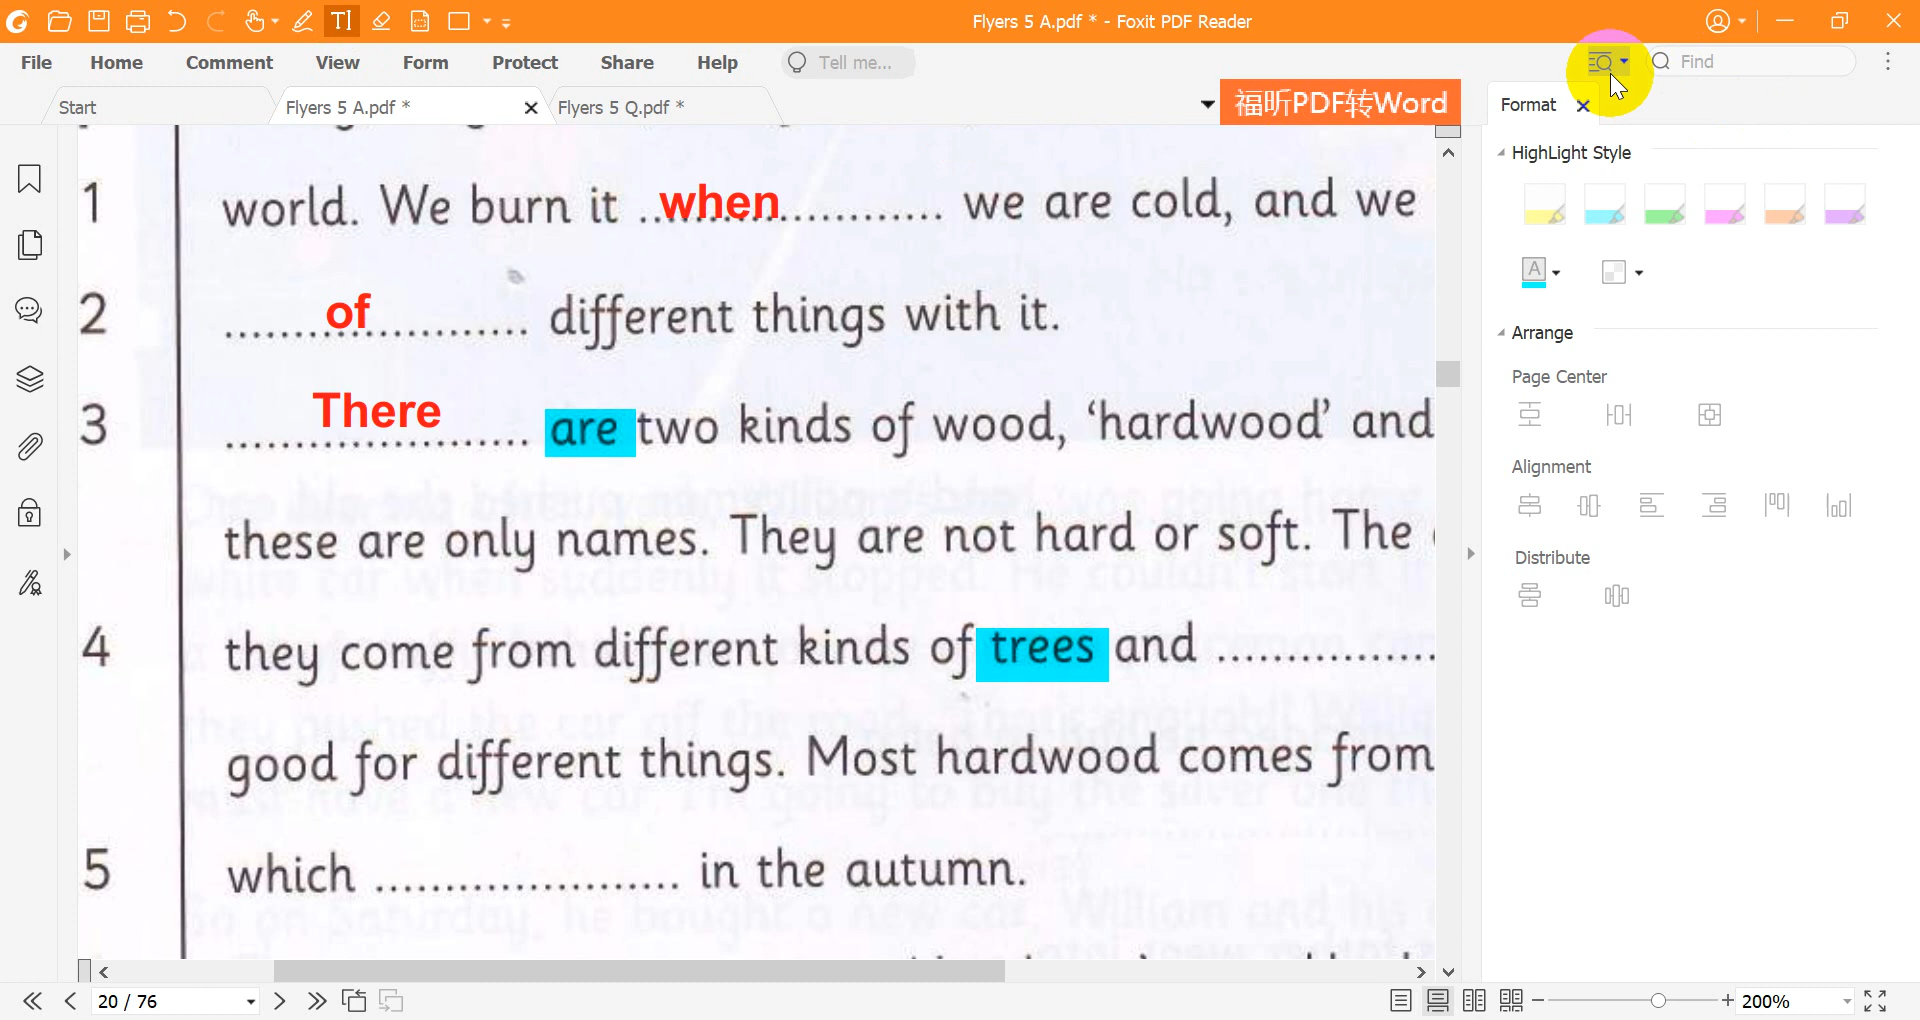 Flyers 5 A.pdf * - Foxit PDF Reader
File Home Comment View Form Protect Share Help Tell me... Find
Start Flyers 5 A.pdf * Flyers 5 Q.pdf * 福昕PDF转Word Format
HighLight Style
A
Arrange
Page Center
Alignment
Distribute
1 world. We burn it ..when.............. we are cold, and we
2 ........of.............. different things with it.
3 There are two kinds of wood, ‘hardwood’ and
these are only names. They are not hard or soft. The
4 they come from different kinds of trees and ...................
good for different things. Most hardwood comes from
5 which .......................... in the autumn.
20 / 76 200%